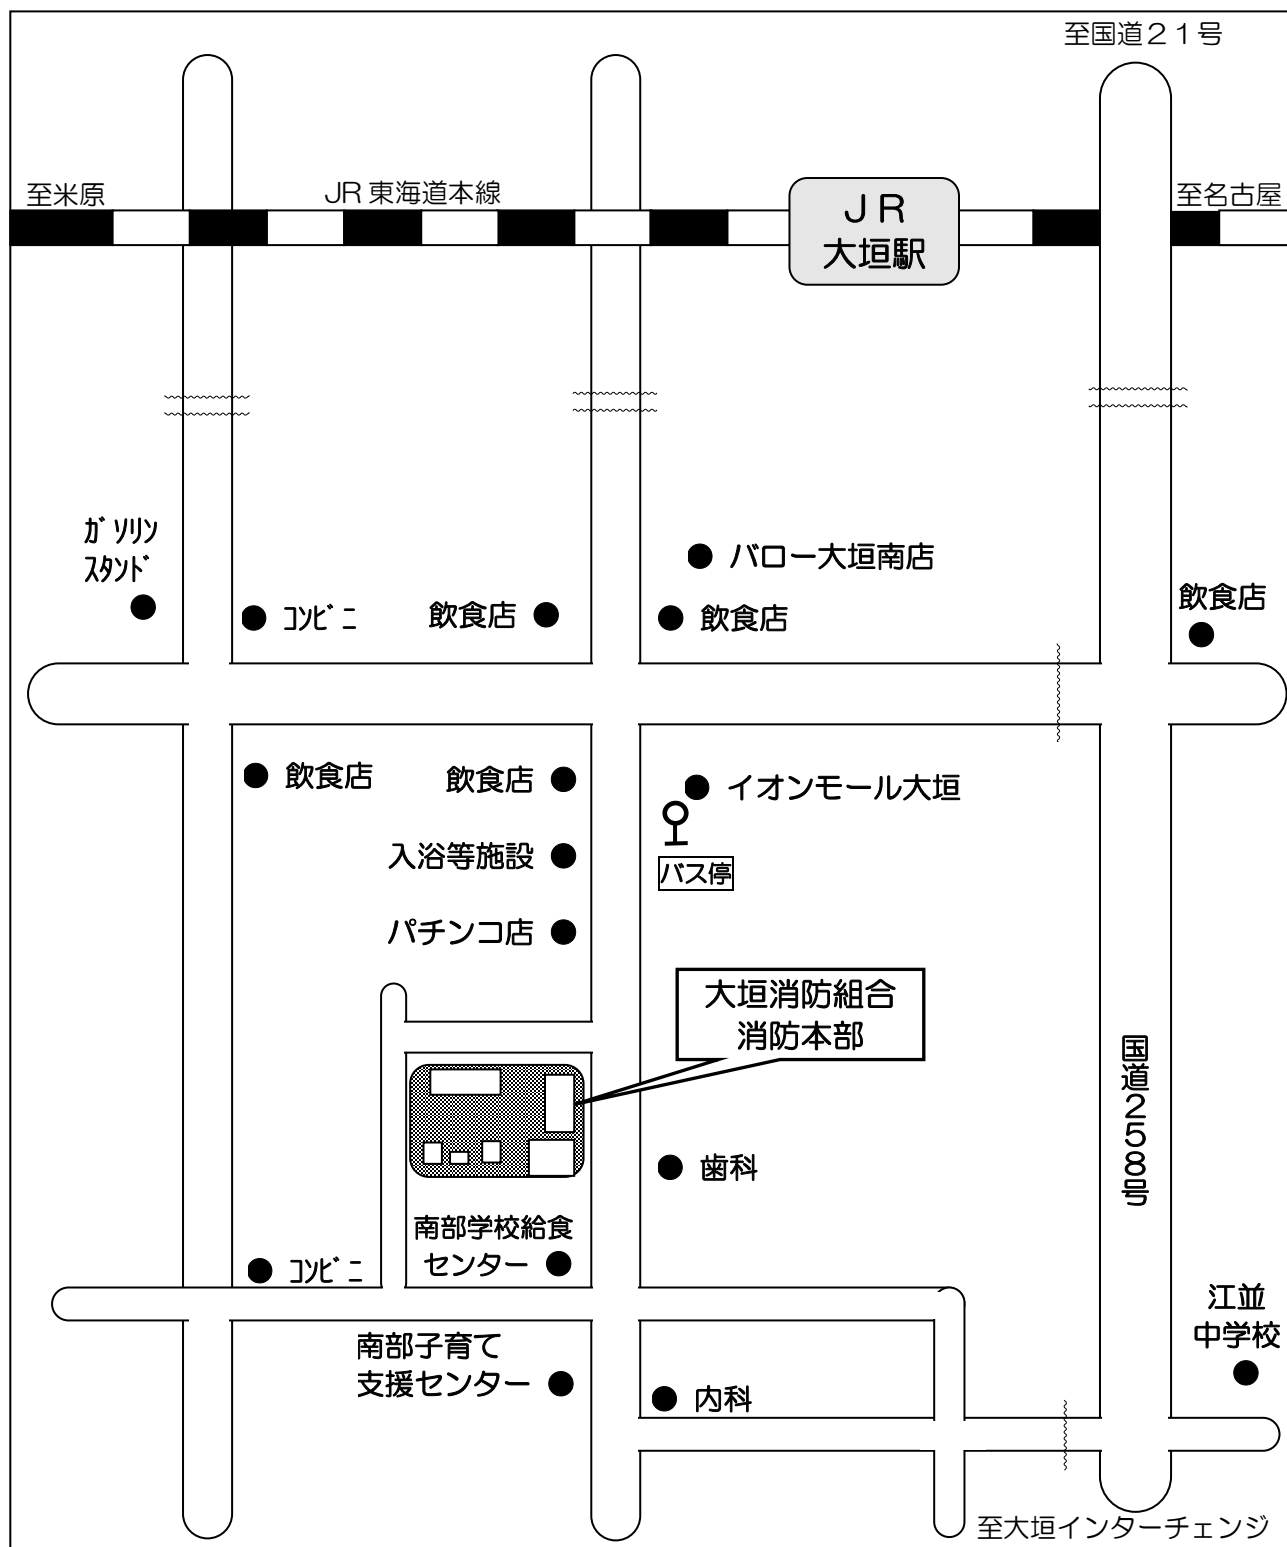 至国道２１号
至米原
JR 東海道本線
至名古屋
ＪＲ
大垣駅
ｶﾞｿﾘﾝ
ｽﾀﾝﾄﾞ
バロー大垣南店
ｺﾝﾋﾞﾆ
飲食店
飲食店
飲食店
飲食店
飲食店
イオンモール大垣
入浴等施設
バス停
パチンコ店
大垣消防組合
消防本部
国道２５８号
歯科
南部学校給食
センター
ｺﾝﾋﾞﾆ
江並
中学校
南部子育て
支援センター
内科
至大垣インターチェンジ